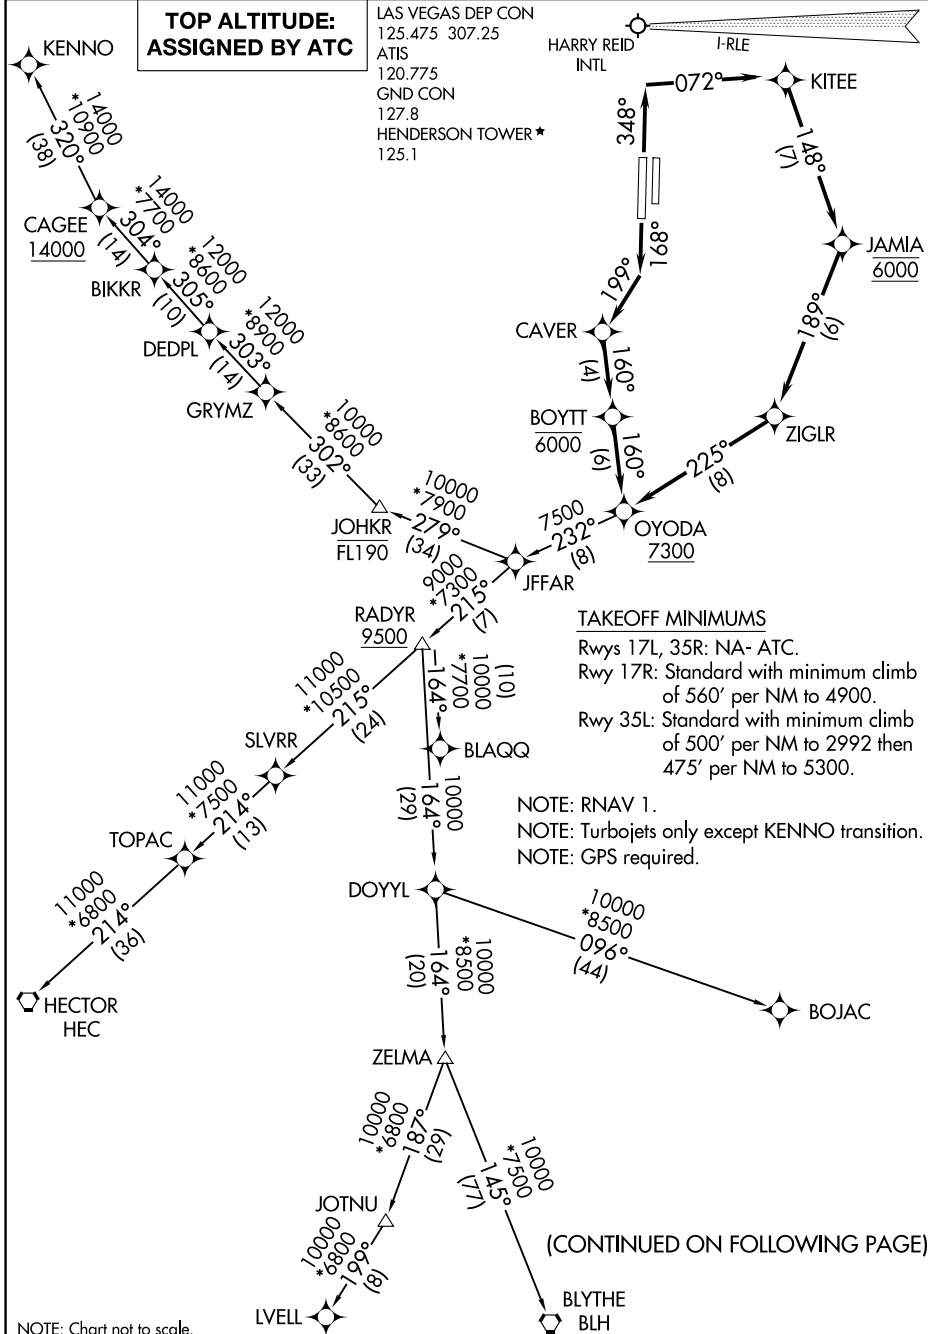 TOP ALTITUDE:
ASSIGNED BY ATC
LAS VEGAS DEP CON
125.475 307.25
ATIS
120.775
GND CON
127.8
HENDERSON TOWER★
125.1
HARRY REID
INTL
I-RLE
KENNO
14000
*10900
320°
(38)
CAGEE
14000
14000
*7700
304°
(14)
BIKKR
12000
*8600
305°
(10)
DEDPL
12000
*8900
303°
(14)
GRYMZ
10000
*8600
302°
(33)
JOHKR
FL190
10000
*7900
279°
(34)
JFFAR
348°
072°
KITEE
148°
(7)
JAMIA
6000
189°
(6)
ZIGLR
225°
(8)
168°
199°
CAVER
160°
(4)
BOYTT
6000
160°
(6)
OYODA
7300
7500
232°
(8)
9000
*7300
215°
(7)
RADYR
9500
11000
*10500
215°
(24)
SLVRR
11000
*7500
214°
(13)
TOPAC
11000
*6800
214°
(36)
HECTOR
HEC
(10)
10000
*7700
164°
BLAQQ
10000
164°
(29)
DOYYL
10000
*8500
096°
(44)
BOJAC
10000
*8500
164°
(20)
ZELMA
10000
*6800
187°
(29)
JOTNU
10000
*6800
199°
(8)
LVELL
10000
*7500
145°
(77)
BLYTHE
BLH
TAKEOFF MINIMUMS
Rwys 17L, 35R: NA- ATC.
Rwy 17R: Standard with minimum climb
of 560' per NM to 4900.
Rwy 35L: Standard with minimum climb
of 500' per NM to 2992 then
475' per NM to 5300.
NOTE: RNAV 1.
NOTE: Turbojets only except KENNO transition.
NOTE: GPS required.
(CONTINUED ON FOLLOWING PAGE)
NOTE: Chart not to scale.